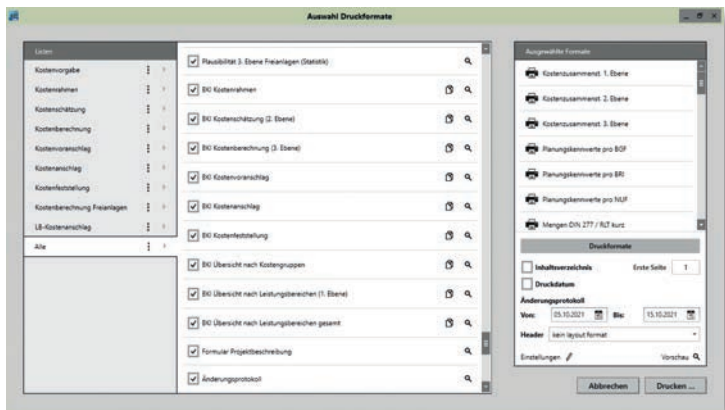 Auswahl Druckformate
Listen
Kostenvorgabe
Kostenrahmen
Kostenschätzung
Kostenberechnung
Kostenvoranschlag
Kostenanschlag
Kostenfeststellung
Kostenberechnung Freianlagen
LB-Kostenanschlag
Alle
Plausibilität 3. Ebene Freianlagen (Statistik)
BKI Kostenrahmen
BKI Kostenschätzung (2. Ebene)
BKI Kostenberechnung (3. Ebene)
BKI Kostenvoranschlag
BKI Kostenanschlag
BKI Kostenfeststellung
BKI Übersicht nach Kostengruppen
BKI Übersicht nach Leistungsbereichen (1. Ebene)
BKI Übersicht nach Leistungsbereichen gesamt
Formular Projektbeschreibung
Änderungsprotokoll
Ausgewählte Formate
Kostenzusammenst. 1. Ebene
Kostenzusammenst. 2. Ebene
Kostenzusammenst. 3. Ebene
Planungskennwerte pro BGF
Planungskennwerte pro BRI
Planungskennwerte pro NUF
Mengen DIN 277 / RLT kurz
Druckformate
Inhaltsverzeichnis Erste Seite 1
Druckdatum
Änderungsprotokoll
Von: 05.10.2021 Bis: 15.10.2021
Header kein layout format
Einstellungen Vorschau
Abbrechen Drucken ...